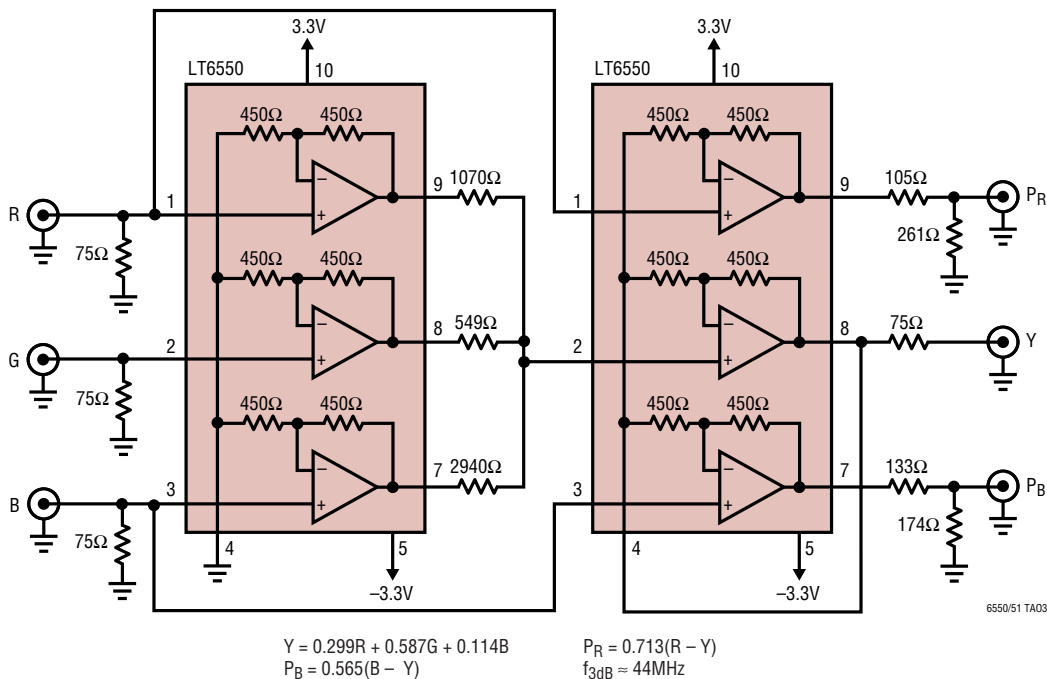 3.3V
3.3V
LT6550
10
LT6550
10
450Ω 450Ω
450Ω 450Ω
R
1
−
+
9
1070Ω
1
−
+
9
105Ω
PR
75Ω
261Ω
450Ω 450Ω
450Ω 450Ω
G
2
−
+
8
549Ω
2
−
+
8
75Ω
Y
75Ω
450Ω 450Ω
450Ω 450Ω
B
3
−
+
7
2940Ω
3
−
+
7
133Ω
PB
75Ω
174Ω
4
5
4
5
–3.3V
–3.3V
6550/51 TA03
Y = 0.299R + 0.587G + 0.114B
PB = 0.565(B – Y)
PR = 0.713(R – Y)
f3dB ≈ 44MHz